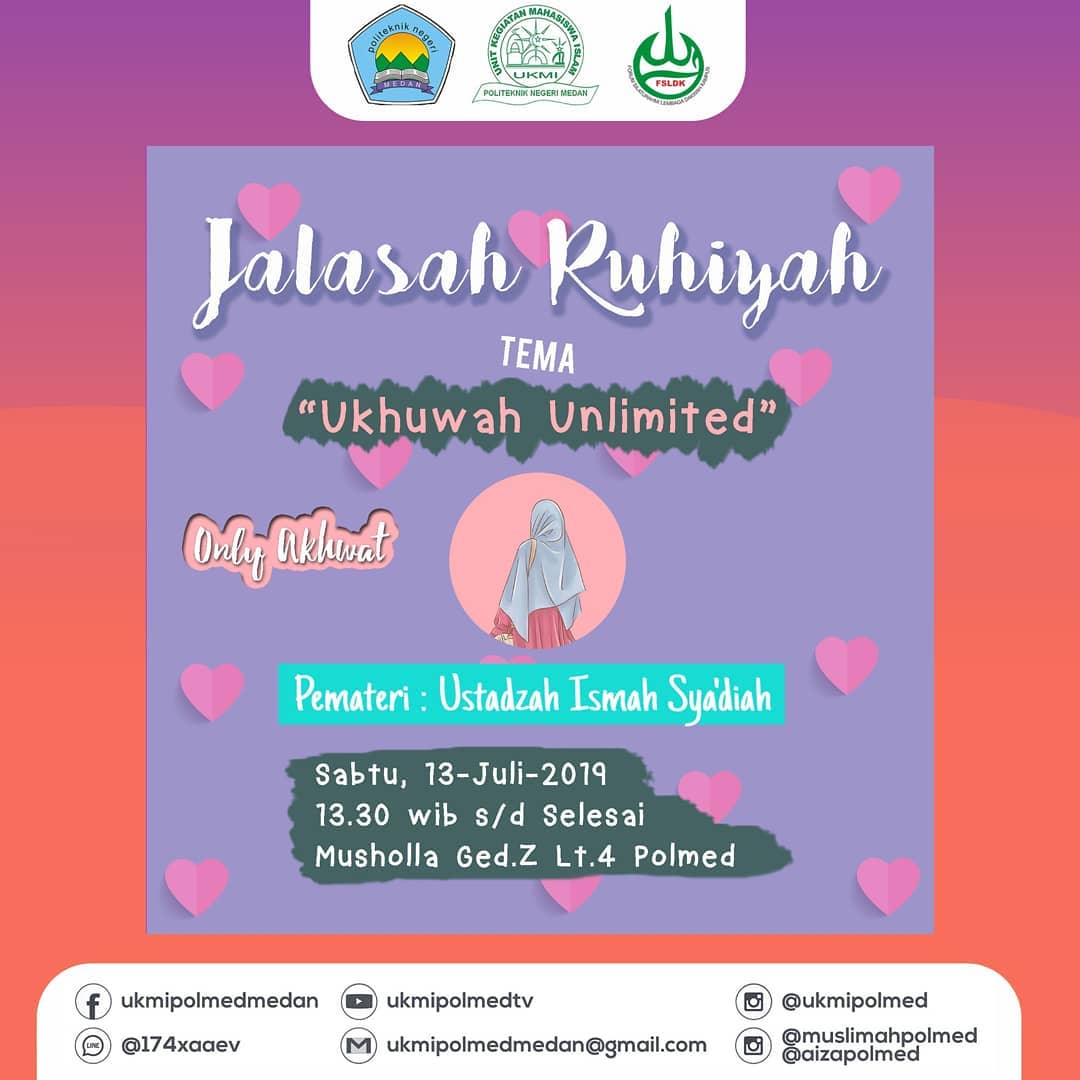 politeknik negeri
MEDAN
UNIT KEGIATAN MAHASISWA ISLAM
UKMI
POLITEKNIK NEGERI MEDAN
FSLDK
FORUM SILATURAHIM LEMBAGA DAKWAH KAMPUS
Jalasah Ruhiyah
TEMA
“Ukhuwah Unlimited”
Only Akhwat
Pemateri : Ustadzah Ismah Sya'diah
Sabtu, 13-Juli-2019
13.30 wib s/d Selesai
Musholla Ged.Z Lt.4 Polmed
ukmipolmedmedan
ukmipolmedtv
@ukmipolmed
LINE
@174xaaev
ukmipolmedmedan@gmail.com
@muslimahpolmed
@aizapolmed